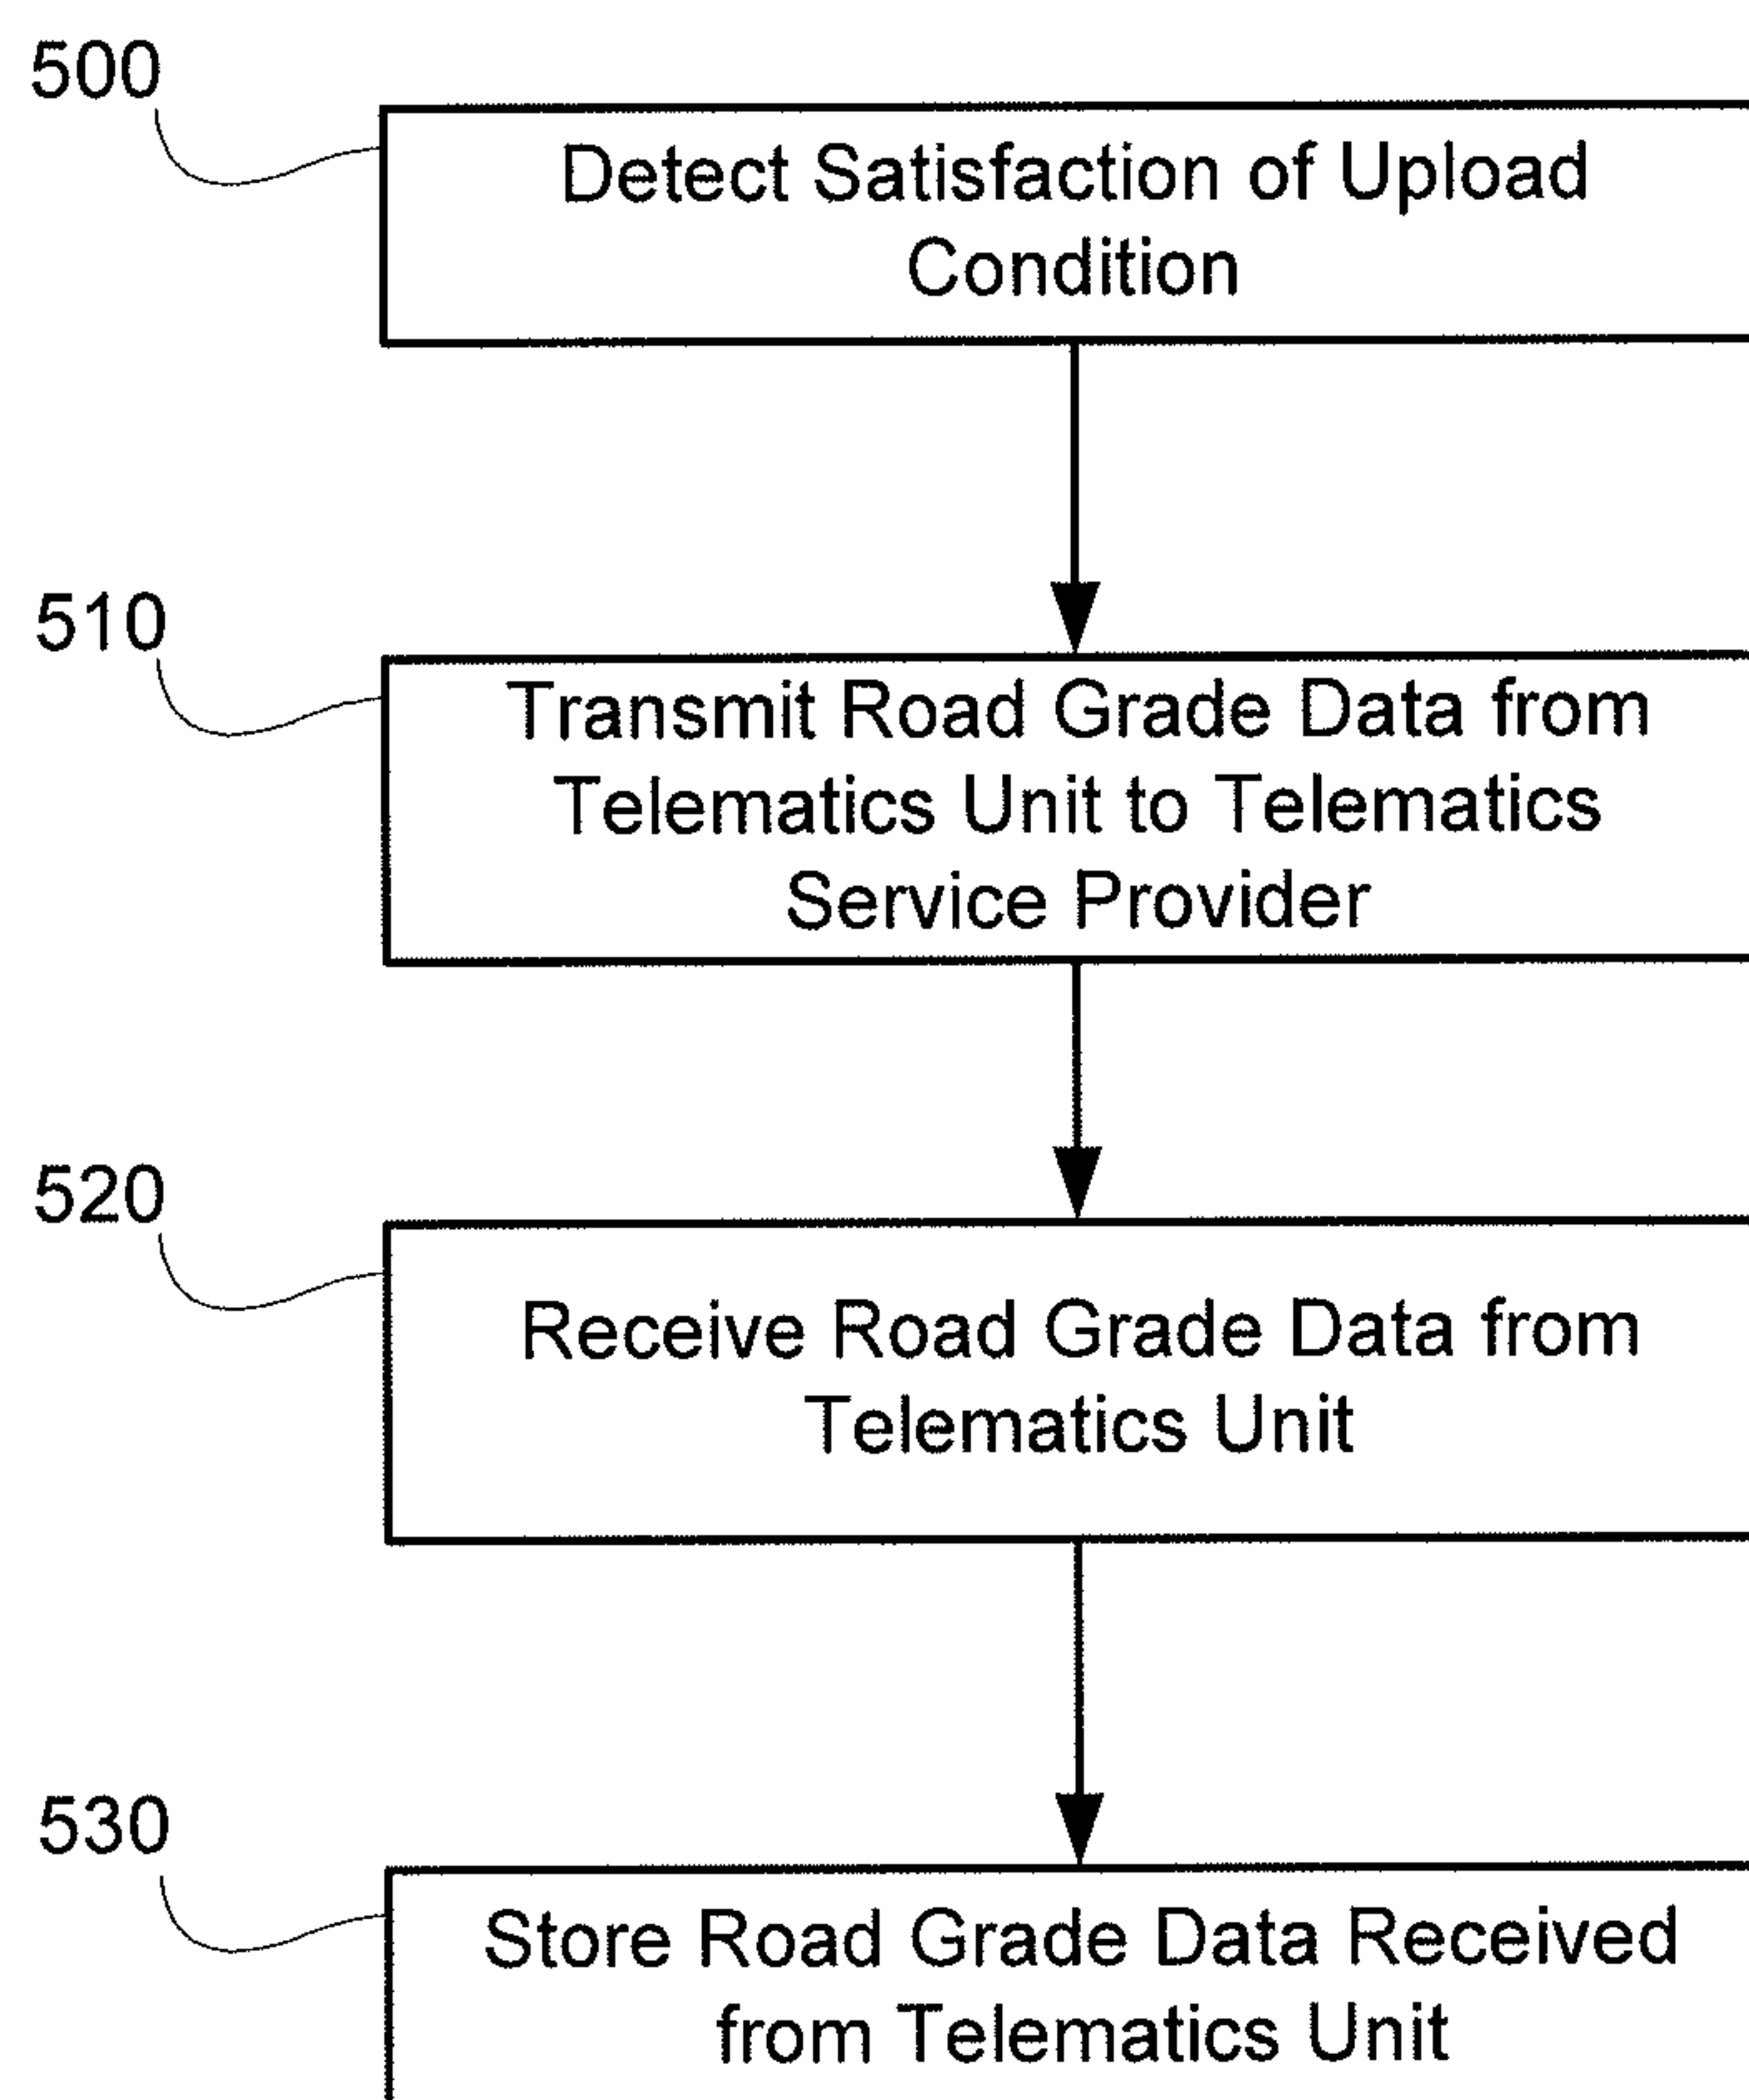 500
Detect Satisfaction of Upload
Condition
510
Transmit Road Grade Data from
Telematics Unit to Telematics
Service Provider
520
Receive Road Grade Data from
Telematics Unit
530
Store Road Grade Data Received
from Telematics Unit